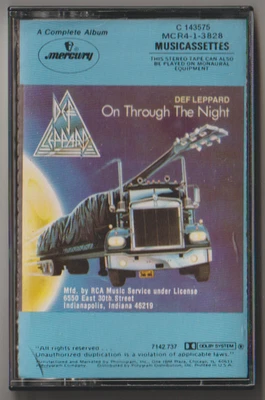 A Complete Album
mercury
C 143575
MCR4-1-3828
MUSICASSETTES
THIS STEREO TAPE CAN ALSO
BE PLAYED ON MONAURAL
EQUIPMENT
DEF LEPPARD
DEF LEPPARD
On Through The Night
Mfd. by RCA Music Service under License
6550 East 30th Street
Indianapolis, Indiana 46219
7142 737
DOLBY SYSTEM
All rights reserved
Unauthorized duplication is a violation of applicable laws.